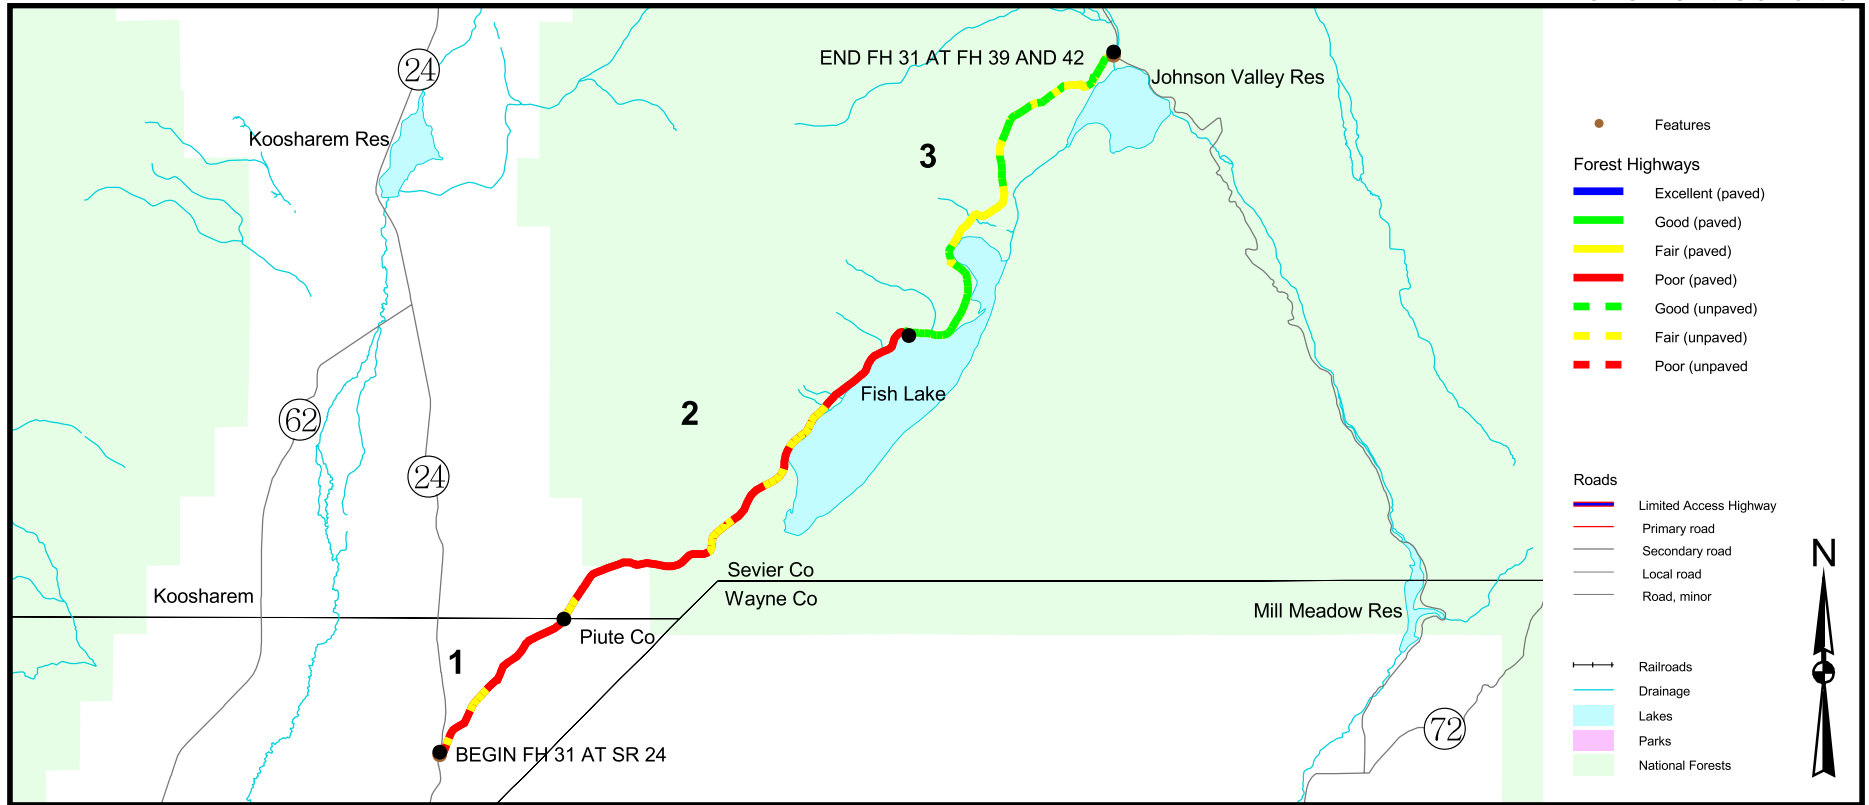 24
END FH 31 AT FH 39 AND 42
Johnson Valley Res
Koosharem Res
3
62
24
2
Fish Lake
Sevier Co
Wayne Co
Koosharem
Piute Co
Mill Meadow Res
1
BEGIN FH 31 AT SR 24
72
Features
Forest Highways
Excellent (paved)
Good (paved)
Fair (paved)
Poor (paved)
Good (unpaved)
Fair (unpaved)
Poor (unpaved
Roads
Limited Access Highway
Primary road
Secondary road
Local road
Road, minor
N
Railroads
Drainage
Lakes
Parks
National Forests